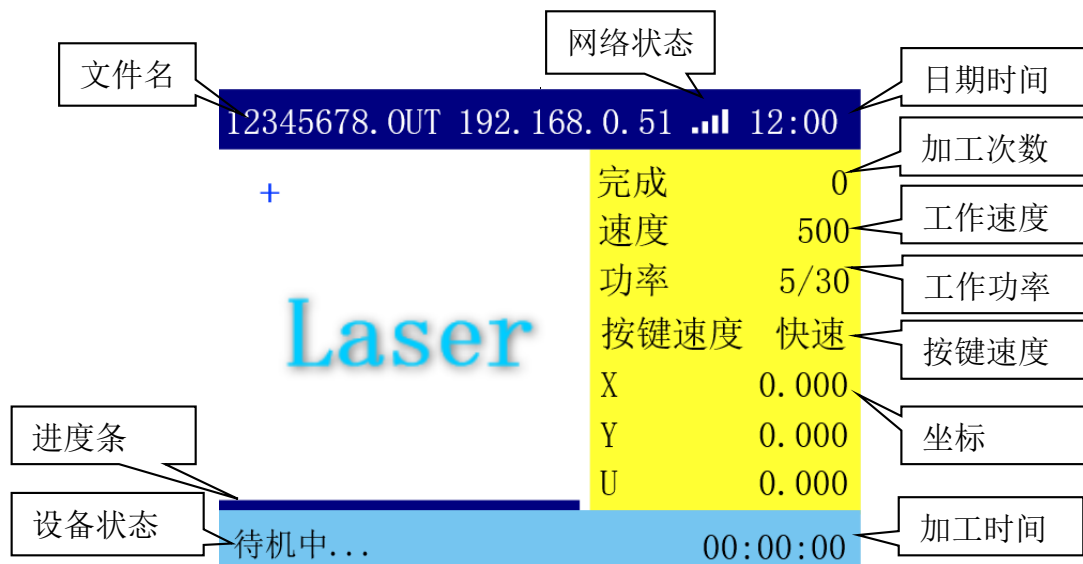 网络状态
文件名
日期时间
12345678.OUT 192.168.0.51 12:00
加工次数
完成 0
工作速度
速度 500
功率 5/30
工作功率
Laser
按键速度 快速
按键速度
X 0.000
进度条
Y 0.000
坐标
U 0.000
设备状态
加工时间
待机中... 00:00:00